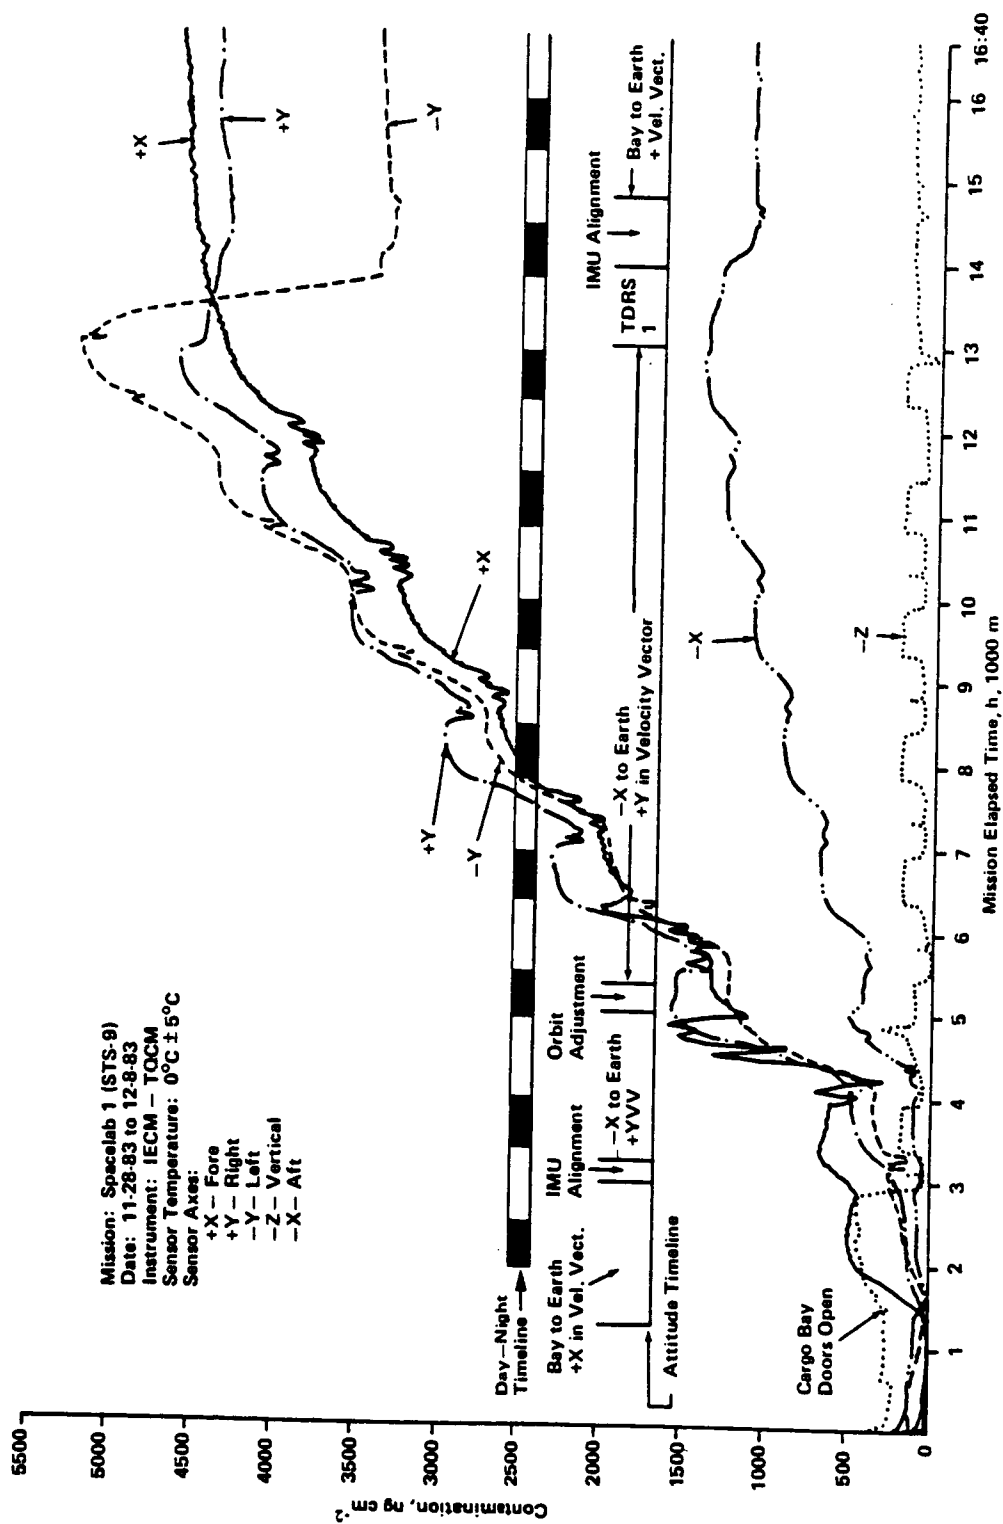 Mission: Spacelab 1 (STS-9)
Date: 11-28-83 to 12-8-83
Instrument: IECM – TQCM
Sensor Temperature: 0°C ± 5°C
Sensor Axes:
+X – Fore
+Y – Right
–Y – Left
–Z – Vertical
–X – Aft
Contamination, ng cm-2
5500
5000
4500
4000
3500
3000
2500
2000
1500
1000
500
0
+X
+Y
–Y
+X
+Y
–Y
–X
–Z
Day–Night
Timeline
Bay to Earth
+X in Vel. Vect.
IMU
Alignment
–X to Earth
+YVV
Orbit
Adjustment
–X to Earth
+Y in Velocity Vector
TDRS
1
IMU Alignment
Bay to Earth
+ Vel. Vect.
Attitude Timeline
Cargo Bay
Doors Open
1
2
3
4
5
6
7
8
9
10
11
12
13
14
15
16
16:40
Mission Elapsed Time, h, 1000 m